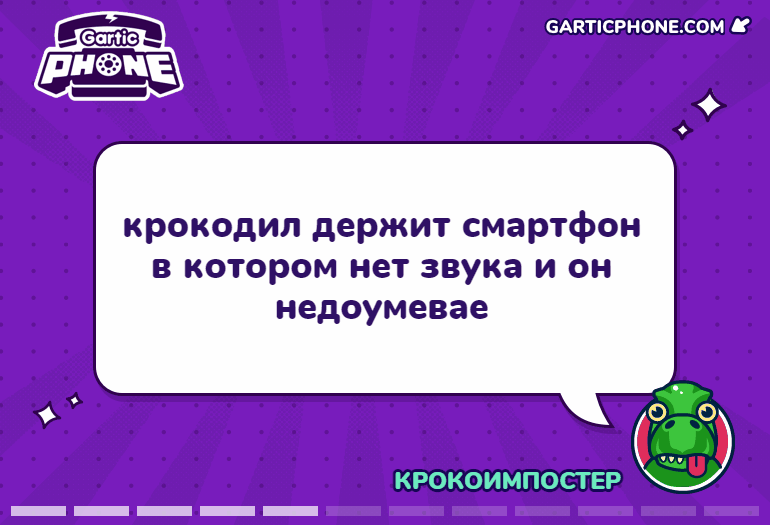 Gartic
PHONE
GARTICPHONE.COM
крокодил держит смартфон
в котором нет звука и он
недоумевае
КРОКОИМПОСТЕР